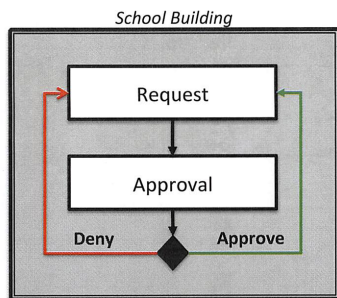 School Building
Request
Approval
Deny
Approve